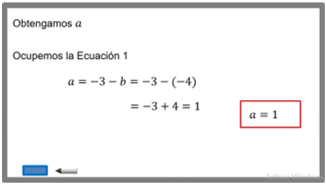 Obtengamos a
Ocupemos la Ecuación 1
a = −3 − b = −3 − (−4)
= −3 + 4 = 1
a = 1